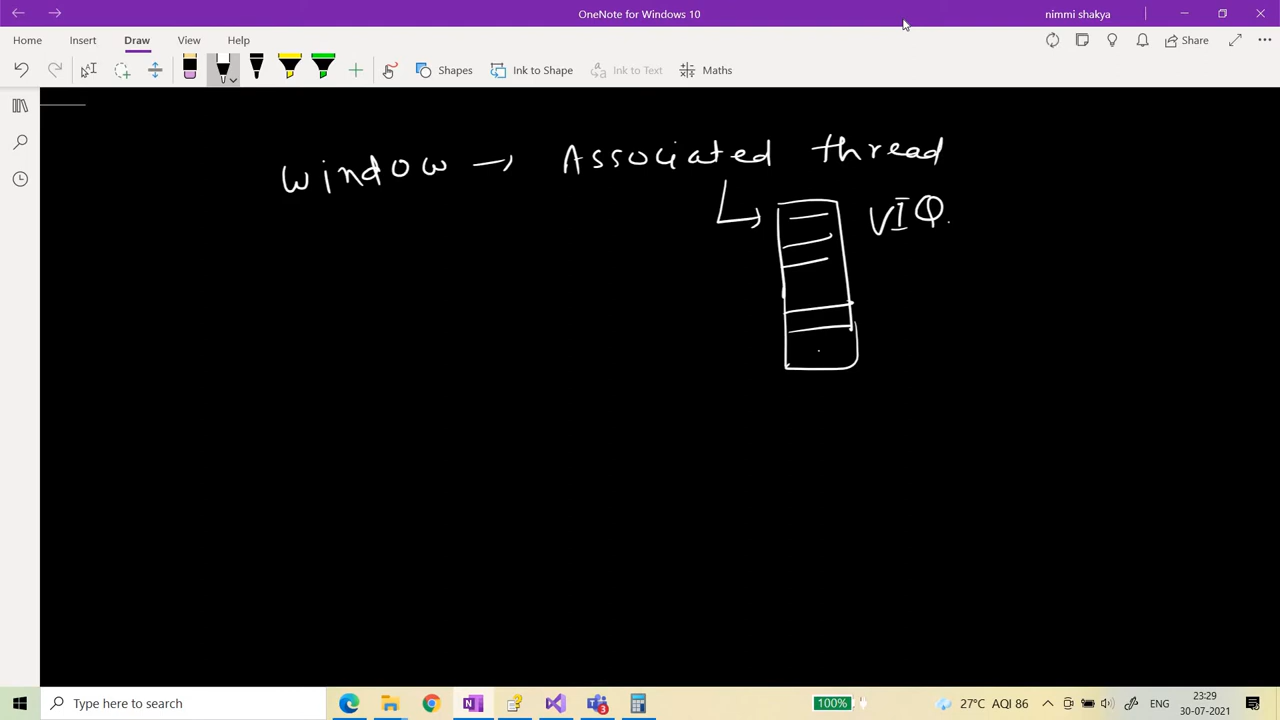 OneNote for Windows 10
nimmi shakya
Home Insert Draw View Help
Share
Shapes Ink to Shape Ink to Text Maths
Window → Associated thread
VIQ.
Type here to search
100%
27°C AQI 86
ENG
23:29
30-07-2021
N
3